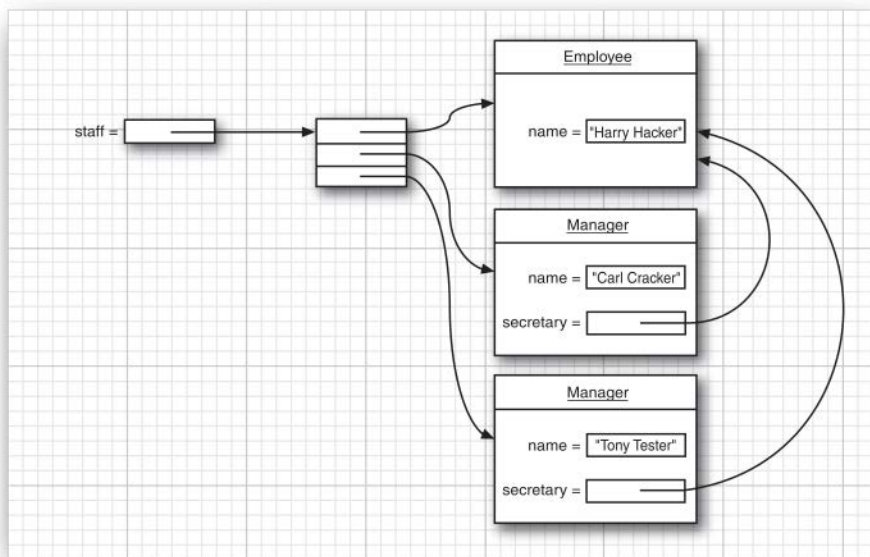 Employee
staff =
name = "Harry Hacker"
Manager
name = "Carl Cracker"
secretary =
Manager
name = "Tony Tester"
secretary =